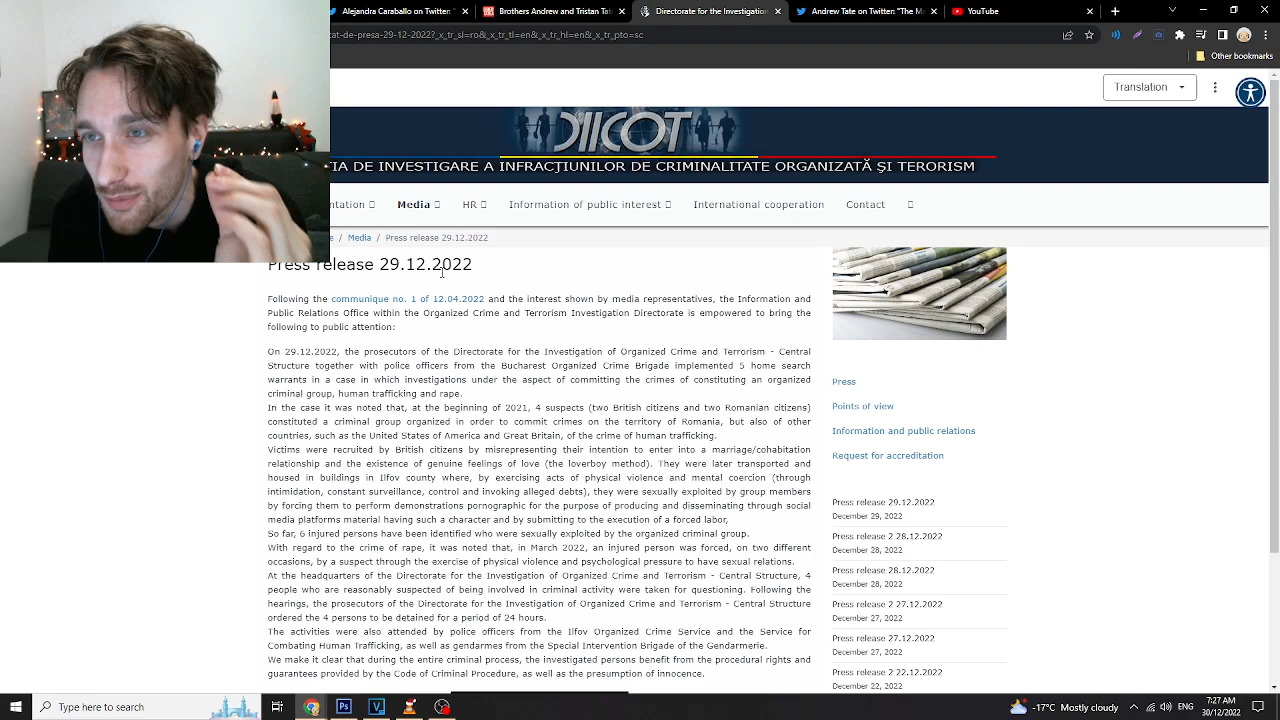 Alejandra Caraballo on Twitter: "
Brothers Andrew and Tristan Tate
Directorate for the Investigation
Andrew Tate on Twitter: "The M
YouTube
at-de-presa-29-12-2022?_x_tr_sl=ro&_x_tr_tl=en&_x_tr_hl=en&_x_tr_pto=sc
Other bookmarks
Translation
DIICOT
IA DE INVESTIGARE A INFRACŢIUNILOR DE CRIMINALITATE ORGANIZATĂ ŞI TERORISM
ntation
Media
HR
Information of public interest
International cooperation
Contact
e / Media / Press release 29.12.2022
Press release 29.12.2022
Following the communique no. 1 of 12.04.2022 and the interest shown by media representatives, the Information and
Public Relations Office within the Organized Crime and Terrorism Investigation Directorate is empowered to bring the
following to public attention:
On 29.12.2022, the prosecutors of the Directorate for the Investigation of Organized Crime and Terrorism - Central
Structure together with police officers from the Bucharest Organized Crime Brigade implemented 5 home search
warrants in a case in which investigations under the aspect of committing the crimes of constituting an organized
criminal group, human trafficking and rape.
In the case it was noted that, at the beginning of 2021, 4 suspects (two British citizens and two Romanian citizens)
constituted a criminal group organized in order to commit crimes on the territory of Romania, but also of other
countries, such as the United States of America and Great Britain, of the crime of human trafficking.
Victims were recruited by British citizens by misrepresenting their intention to enter into a marriage/cohabitation
relationship and the existence of genuine feelings of love (the loverboy method). They were later transported and
housed in buildings in Ilfov county where, by exercising acts of physical violence and mental coercion (through
intimidation, constant surveillance, control and invoking alleged debts), they were sexually exploited by group members
by forcing them to perform demonstrations pornographic for the purpose of producing and disseminating through social
media platforms material having such a character and by submitting to the execution of a forced labor,
So far, 6 injured persons have been identified who were sexually exploited by the organized criminal group.
With regard to the crime of rape, it was noted that, in March 2022, an injured person was forced, on two different
occasions, by a suspect through the exercise of physical violence and psychological pressure to have sexual relations.
At the headquarters of the Directorate for the Investigation of Organized Crime and Terrorism - Central Structure, 4
people who are reasonably suspected of being involved in criminal activity were taken for questioning. Following the
hearings, the prosecutors of the Directorate for the Investigation of Organized Crime and Terrorism - Central Structure
ordered the 4 persons to be detained for a period of 24 hours.
The activities were also attended by police officers from the Ilfov Organized Crime Service and the Service for
Combating Human Trafficking, as well as gendarmes from the Special Intervention Brigade of the Gendarmerie.
We make it clear that during the entire criminal process, the investigated persons benefit from the procedural rights and
guarantees provided by the Code of Criminal Procedure, as well as the presumption of innocence.
Press
Points of view
Information and public relations
Request for accreditation
Press release 29.12.2022
December 29, 2022
Press release 2 28.12.2022
December 28, 2022
Press release 28.12.2022
December 28, 2022
Press release 2 27.12.2022
December 27, 2022
Press release 27.12.2022
December 27, 2022
Press release 2 22.12.2022
December 22, 2022
Type here to search
Ps
V
-17°C Mostly cloudy
ENG
7:27 AM
30/12/2022